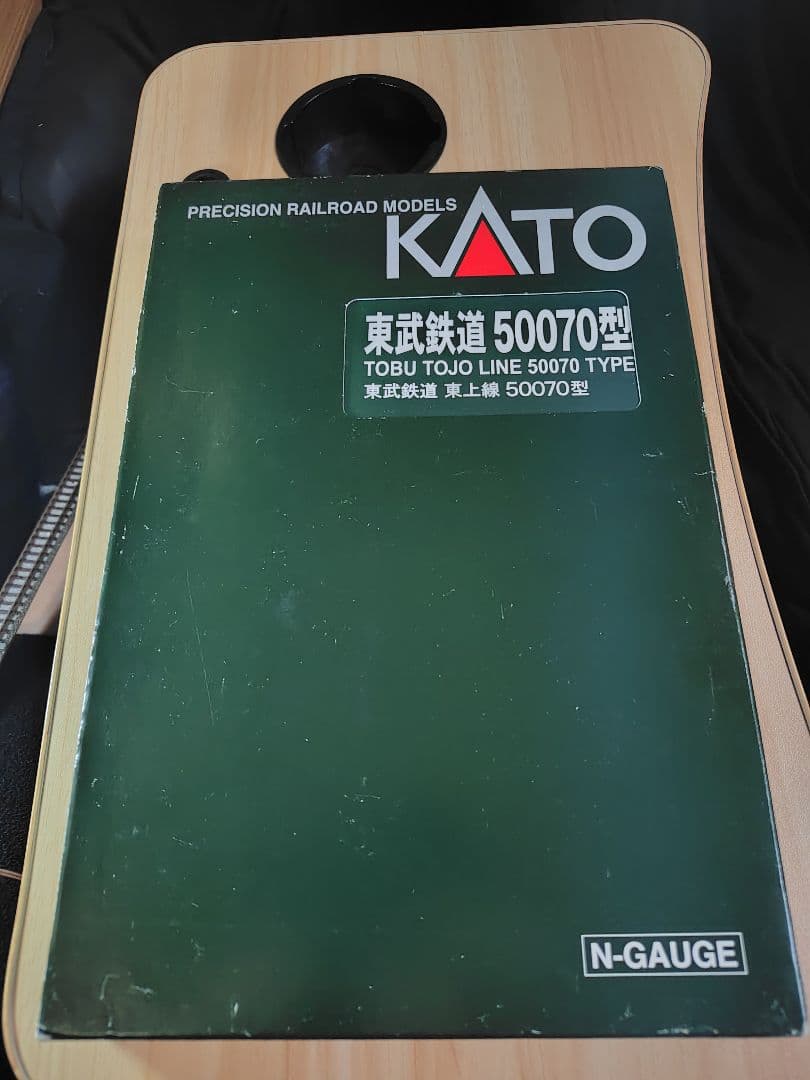 PRECISION RAILROAD MODELS
KATO
東武鉄道 50070型
TOBU TOJO LINE 50070 TYPE
東武鉄道 東上線 50070型
N-GAUGE